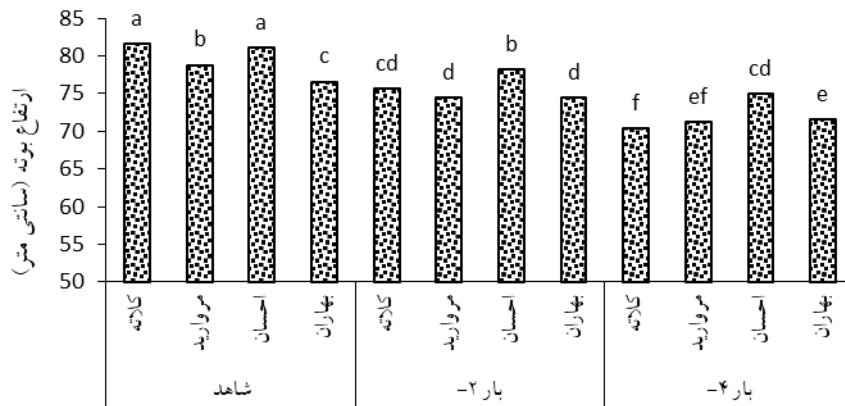 ارتفاع بوته (سانتی متر)
85
80
75
70
65
60
55
50
a
b
a
c
cd
d
b
d
f
ef
cd
e
کلاته
مروارید
احسان
بهاران
کلاته
مروارید
احسان
بهاران
کلاته
مروارید
احسان
بهاران
شاهد
-۲ بار
-۴ بار